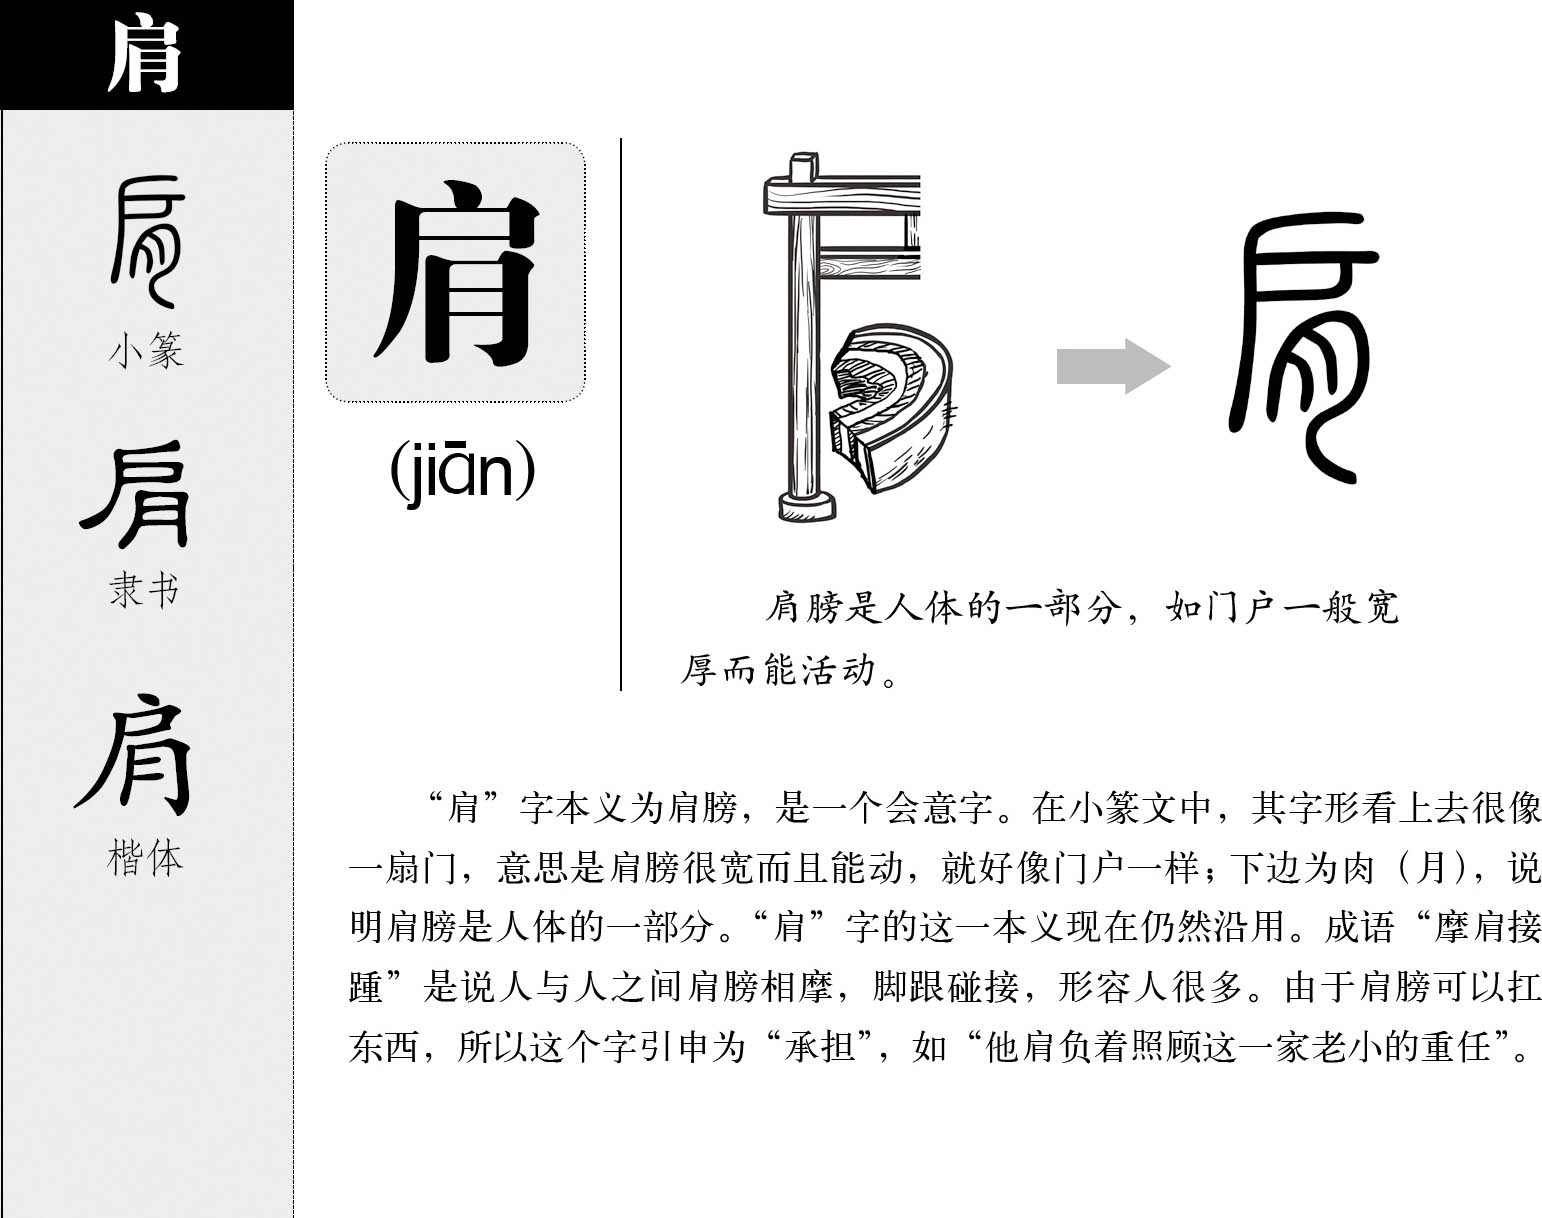 肩
肩
小篆
肩
隶书
肩
楷体
肩
(jiān)
肩
肩膀是人体的一部分，如门户一般宽
厚而能活动。
“肩”字本义为肩膀，是一个会意字。在小篆文中，其字形看上去很像
一扇门，意思是肩膀很宽而且能动，就好像门户一样；下边为肉（月），说
明肩膀是人体的一部分。“肩”字的这一本义现在仍然沿用。成语“摩肩接
踵”是说人与人之间肩膀相摩，脚跟碰接，形容人很多。由于肩膀可以扛
东西，所以这个字引申为“承担”，如“他肩负着照顾这一家老小的重任”。